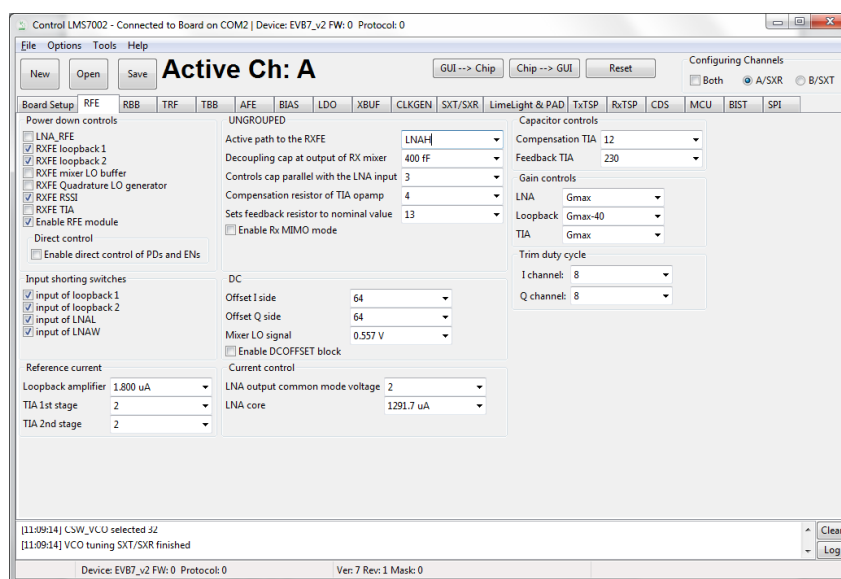 Control LMS7002 - Connected to Board on COM2 | Device: EVB7_v2 FW: 0 Protocol: 0
File Options Tools Help
New Open Save Active Ch: A GUI --> Chip Chip --> GUI Reset
Configuring Channels
Both A/SXR B/SXT
Board Setup RFE RBB TRF TBB AFE BIAS LDO XBUF CLKGEN SXT/SXR LimeLight & PAD TxTSP RxTSP CDS MCU BIST SPI
Power down controls
LNA_RFE
RXFE loopback 1
RXFE loopback 2
RXFE mixer LO buffer
RXFE Quadrature LO generator
RXFE RSSI
RXFE TIA
Enable RFE module
Direct control
Enable direct control of PDs and ENs
Input shorting switches
input of loopback 1
input of loopback 2
input of LNAL
input of LNAW
Reference current
Loopback amplifier 1.800 uA
TIA 1st stage 2
TIA 2nd stage 2
UNGROUPED
Active path to the RXFE LNAH
Decoupling cap at output of RX mixer 400 fF
Controls cap parallel with the LNA input 3
Compensation resistor of TIA opamp 4
Sets feedback resistor to nominal value 13
Enable Rx MIMO mode
DC
Offset I side 64
Offset Q side 64
Mixer LO signal 0.557 V
Enable DCOFFSET block
Current control
LNA output common mode voltage 2
LNA core 1291.7 uA
Capacitor controls
Compensation TIA 12
Feedback TIA 230
Gain controls
LNA Gmax
Loopback Gmax-40
TIA Gmax
Trim duty cycle
I channel: 8
Q channel: 8
[11:09:14] CSW_VCO selected 32
[11:09:14] VCO tuning SXT/SXR finished
Clear
Log
Device: EVB7_v2 FW: 0 Protocol: 0 Ver: 7 Rev: 1 Mask: 0